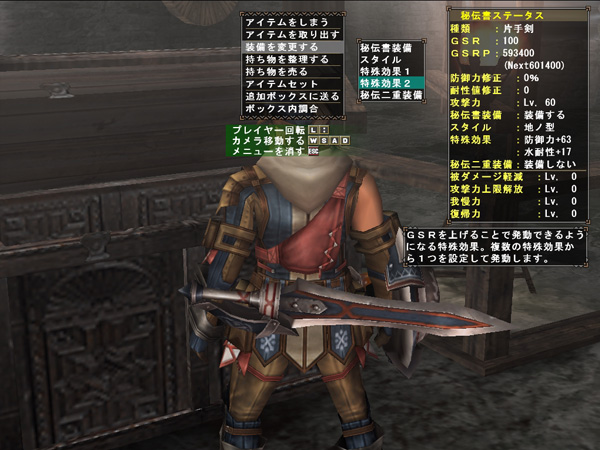 アイテムをしまう
アイテムを取り出す
装備を変更する
持ち物を整理する
持ち物を売る
アイテムセット
追加ボックスに送る
ボックス内調合
秘伝書装備
スタイル
特殊効果1
特殊効果2
秘伝二重装備
プレイヤー回転 L ;
カメラ移動する W S A D
メニューを消す ESC
秘伝書ステータス
種類 : 片手剣
GSR : 100
GSRP : 593400
(Next601400)
防御力修正 : 0%
耐性値修正 : 0
攻撃力 : Lv. 60
秘伝書装備 : 装備する
スタイル : 地ノ型
特殊効果 : 防御力+63
: 水耐性+17
秘伝二重装備 : 装備しない
被ダメージ軽減 : Lv. 0
攻撃力上限解放 : Lv. 0
我慢力 : Lv. 0
復帰力 : Lv. 0
GSRを上げることで発動できるよう
になる特殊効果。複数の特殊効果か
ら1つを設定して発動します。